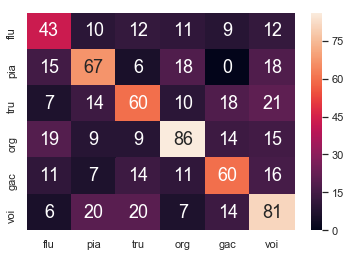 flu 43 10 12 11 9 12
pia 15 67 6 18 0 18
tru 7 14 60 10 18 21
org 19 9 9 86 14 15
gac 11 7 14 11 60 16
voi 6 20 20 7 14 81
flu pia tru org gac voi
75
60
45
30
15
0